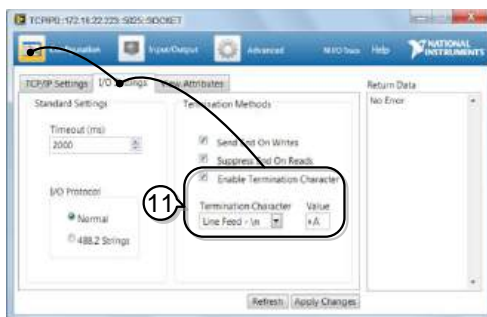 TCPIP0::172.16.22.225::5025::SOCKET
Input/Output
Advanced
NI I/O Trace
Help
NATIONAL
INSTRUMENTS
TCP/IP Settings
View Attributes
Return Data
Standard Settings
Termination Methods
No Error
Timeout (ms)
2000
Send End On Writes
Suppress End On Reads
Enable Termination Character
I/O Protocol
11
Termination Character
Value
Normal
Line Feed - \n
xA
488.2 Strings
Refresh
Apply Changes